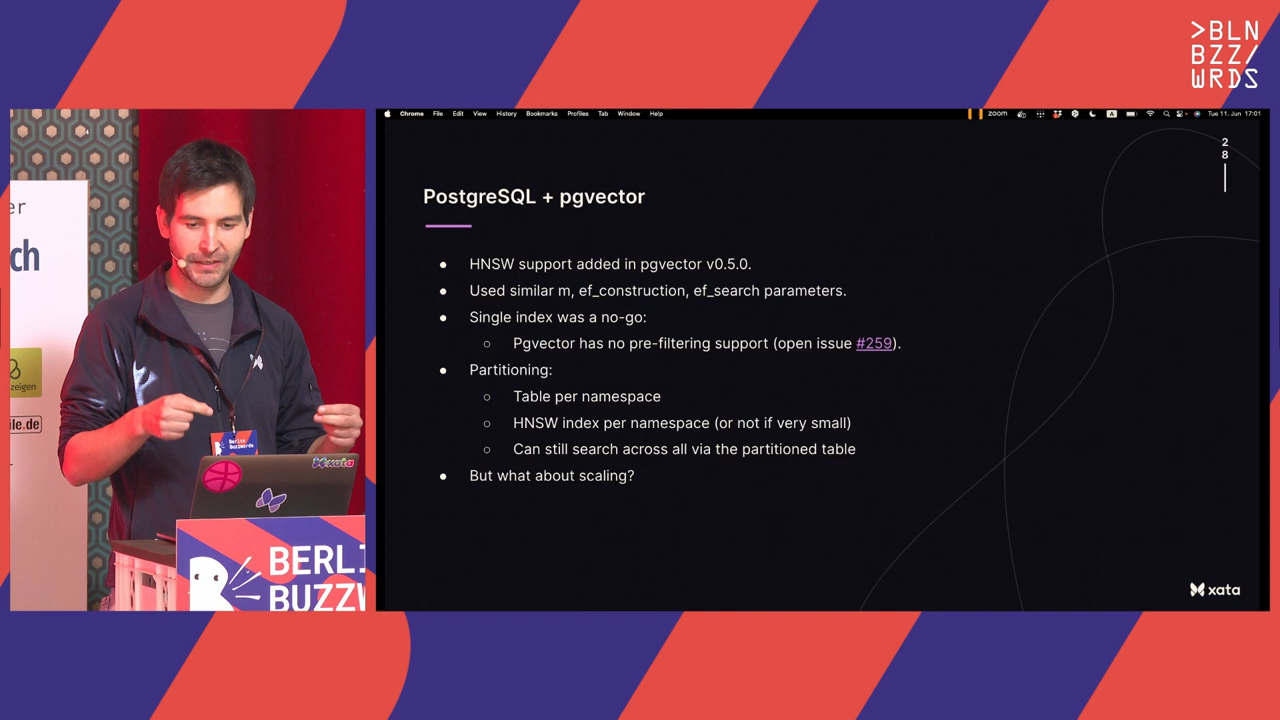 >BLN
BZZ/
WRDS
Chrome File Edit View History Bookmarks Profiles Tab Window Help
zoom A Tue 11. Jun 17:01
2
8
PostgreSQL + pgvector
● HNSW support added in pgvector v0.5.0.
● Used similar m, ef_construction, ef_search parameters.
● Single index was a no-go:
○ Pgvector has no pre-filtering support (open issue #259).
● Partitioning:
○ Table per namespace
○ HNSW index per namespace (or not if very small)
○ Can still search across all via the partitioned table
● But what about scaling?
xata
er
ch
zeigen
ile.de
Berlin
Buzzwords
xata
BERLI
BUZZW